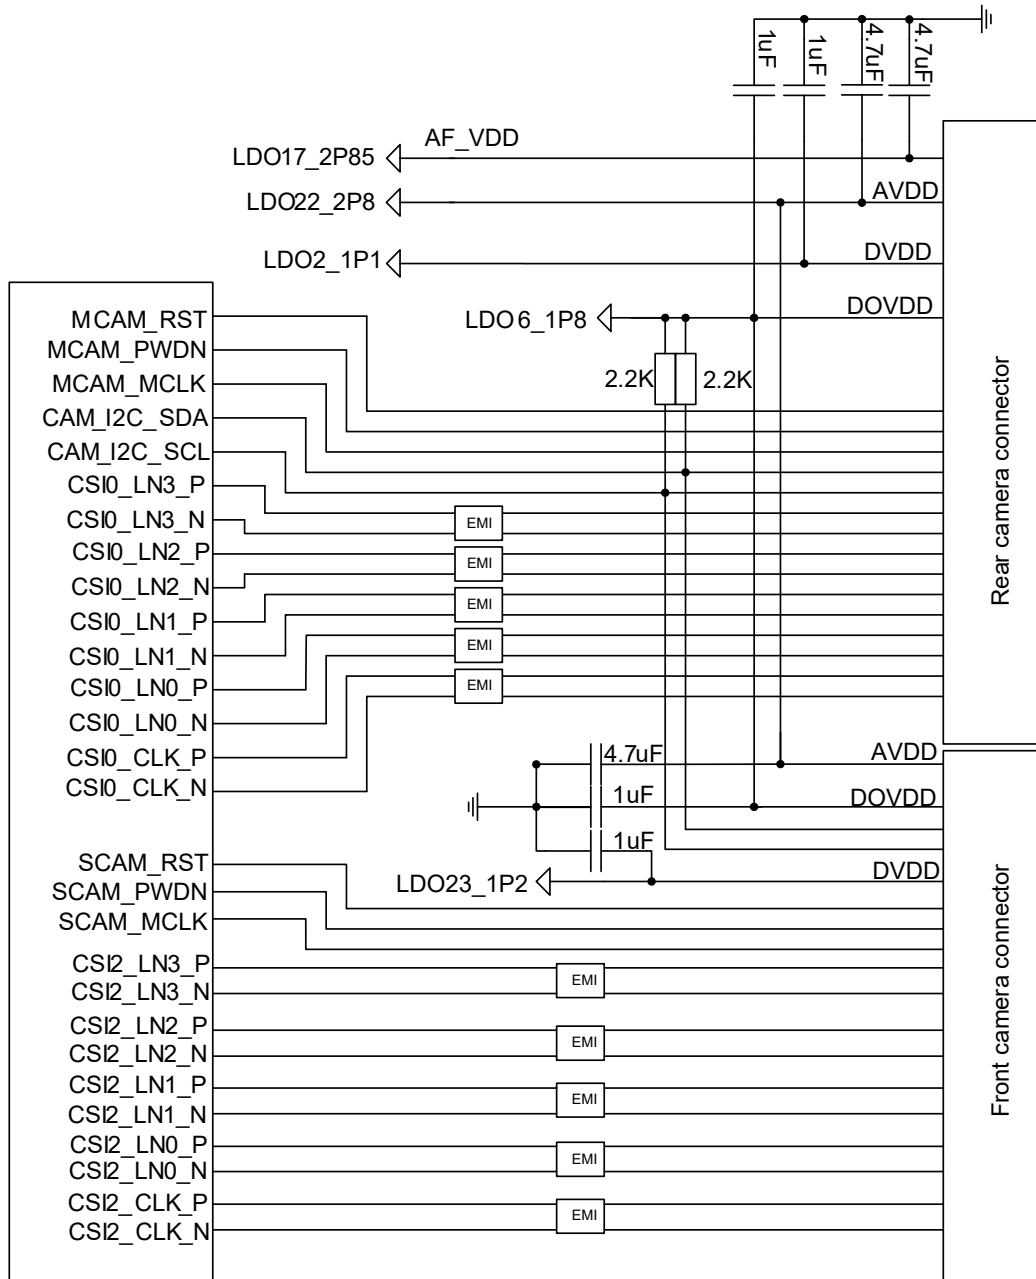 1uF
1uF
4.7uF
4.7uF
AF_VDD
LDO17_2P85
LDO22_2P8
AVDD
LDO2_1P1
DVDD
LDO6_1P8
DOVDD
2.2K
2.2K
MCAM_RST
MCAM_PWDN
MCAM_MCLK
CAM_I2C_SDA
CAM_I2C_SCL
CSI0_LN3_P
CSI0_LN3_N
CSI0_LN2_P
CSI0_LN2_N
CSI0_LN1_P
CSI0_LN1_N
CSI0_LN0_P
CSI0_LN0_N
CSI0_CLK_P
CSI0_CLK_N
EMI
EMI
EMI
EMI
EMI
Rear camera connector
4.7uF
AVDD
1uF
DOVDD
1uF
LDO23_1P2
DVDD
SCAM_RST
SCAM_PWDN
SCAM_MCLK
CSI2_LN3_P
CSI2_LN3_N
CSI2_LN2_P
CSI2_LN2_N
CSI2_LN1_P
CSI2_LN1_N
CSI2_LN0_P
CSI2_LN0_N
CSI2_CLK_P
CSI2_CLK_N
EMI
EMI
EMI
EMI
EMI
Front camera connector